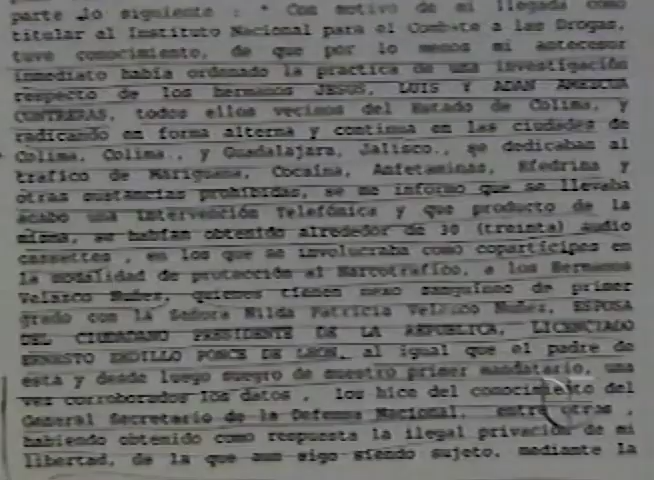 parte lo siguiente : " Con motivo de mi llegada como
titular al Instituto Nacional para el Combate a las Drogas,
tuve conocimiento, de que por lo menos mi antecesor
inmediato había ordenado la practica de una investigación
respecto de los hermanos JESUS, LUIS Y ADAN AMEZCUA
CONTRERAS, todos ellos vecinos del Estado de Colima, y
radicando en forma alterna y continua en las ciudades de
Colima, Colima., y Guadalajara, Jalisco., se dedicaban al
trafico de Mariguana, Cocaína, Anfetaminas, Efedrina y
otras sustancias prohibidas, se me informo que se llevaba
acabo una intervención Telefónica y que producto de la
misma, se habían obtenido alrededor de 30 (treinta) audio
cassettes , en los que se involucraba como copartícipes en
la modalidad de protección al Narcotrafico, a los Hermanos
Velazco Nuñez, quienes tienen nexo sanguíneo de primer
grado con la Señora Nilda Patricia Velazco Nuñez, ESPOSA
DEL CIUDADANO PRESIDENTE DE LA REPUBLICA, LICENCIADO
ERNESTO ZEDILLO PONCE DE LEON, al igual que el padre de
esta y desde luego suegro de nuestro primer mandatario, una
vez corroborados los datos , los hice del conocimiento del
General Secretario de la Defensa Nacional, entre otras ,
habiendo obtenido como respuesta la ilegal privación de mi
libertad, de la que aun sigo siendo sujeto, mediante la